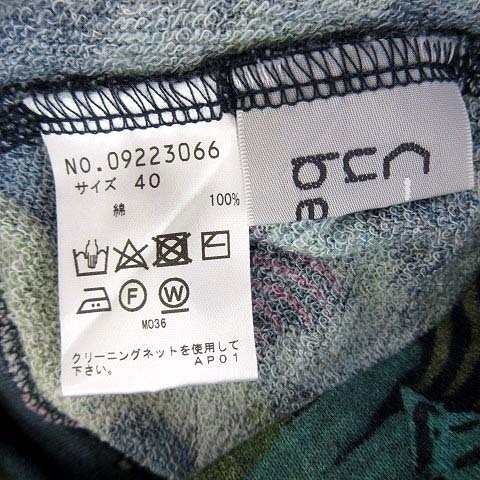 NO.09223066
サイズ 40
綿 100%
F W
M036
クリーニングネットを使用して
下さい。 AP01